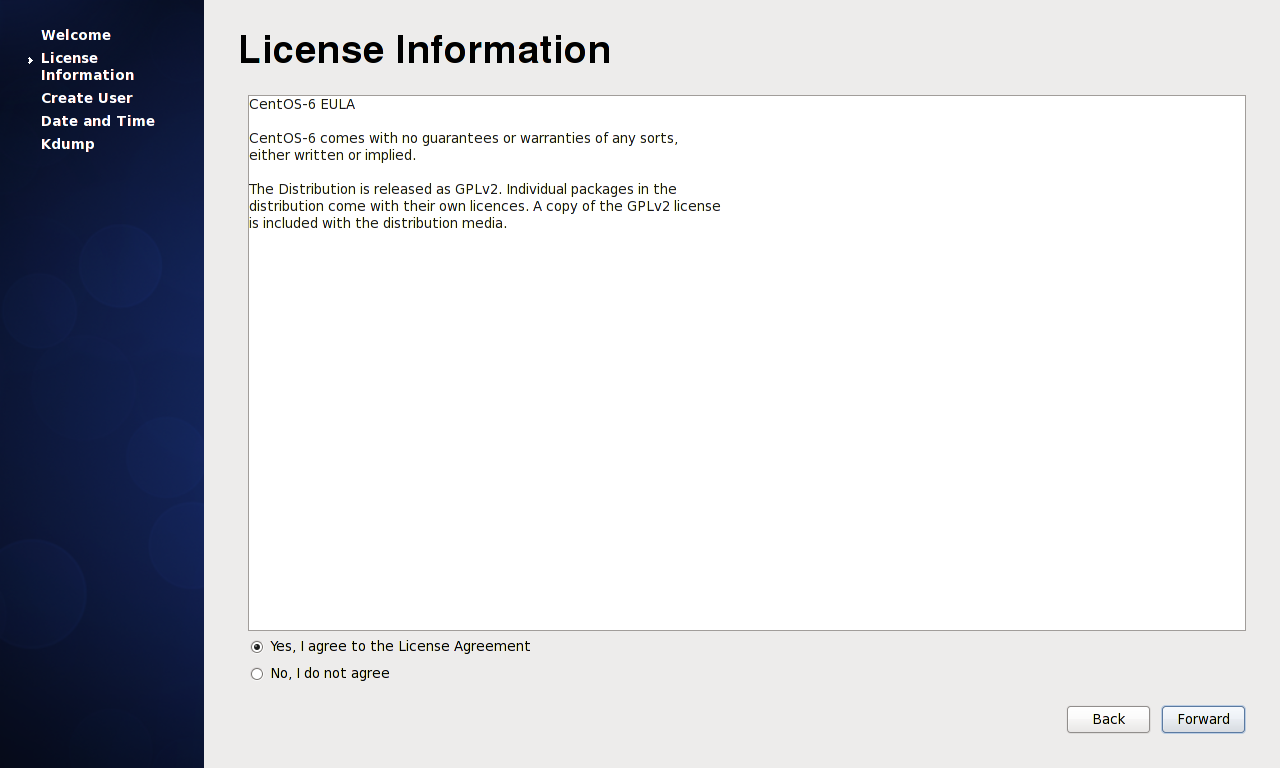 Welcome
License
Information
Create User
Date and Time
Kdump
License Information
CentOS-6 EULA
CentOS-6 comes with no guarantees or warranties of any sorts,
either written or implied.
The Distribution is released as GPLv2. Individual packages in the
distribution come with their own licences. A copy of the GPLv2 license
is included with the distribution media.
Yes, I agree to the License Agreement
No, I do not agree
Back
Forward